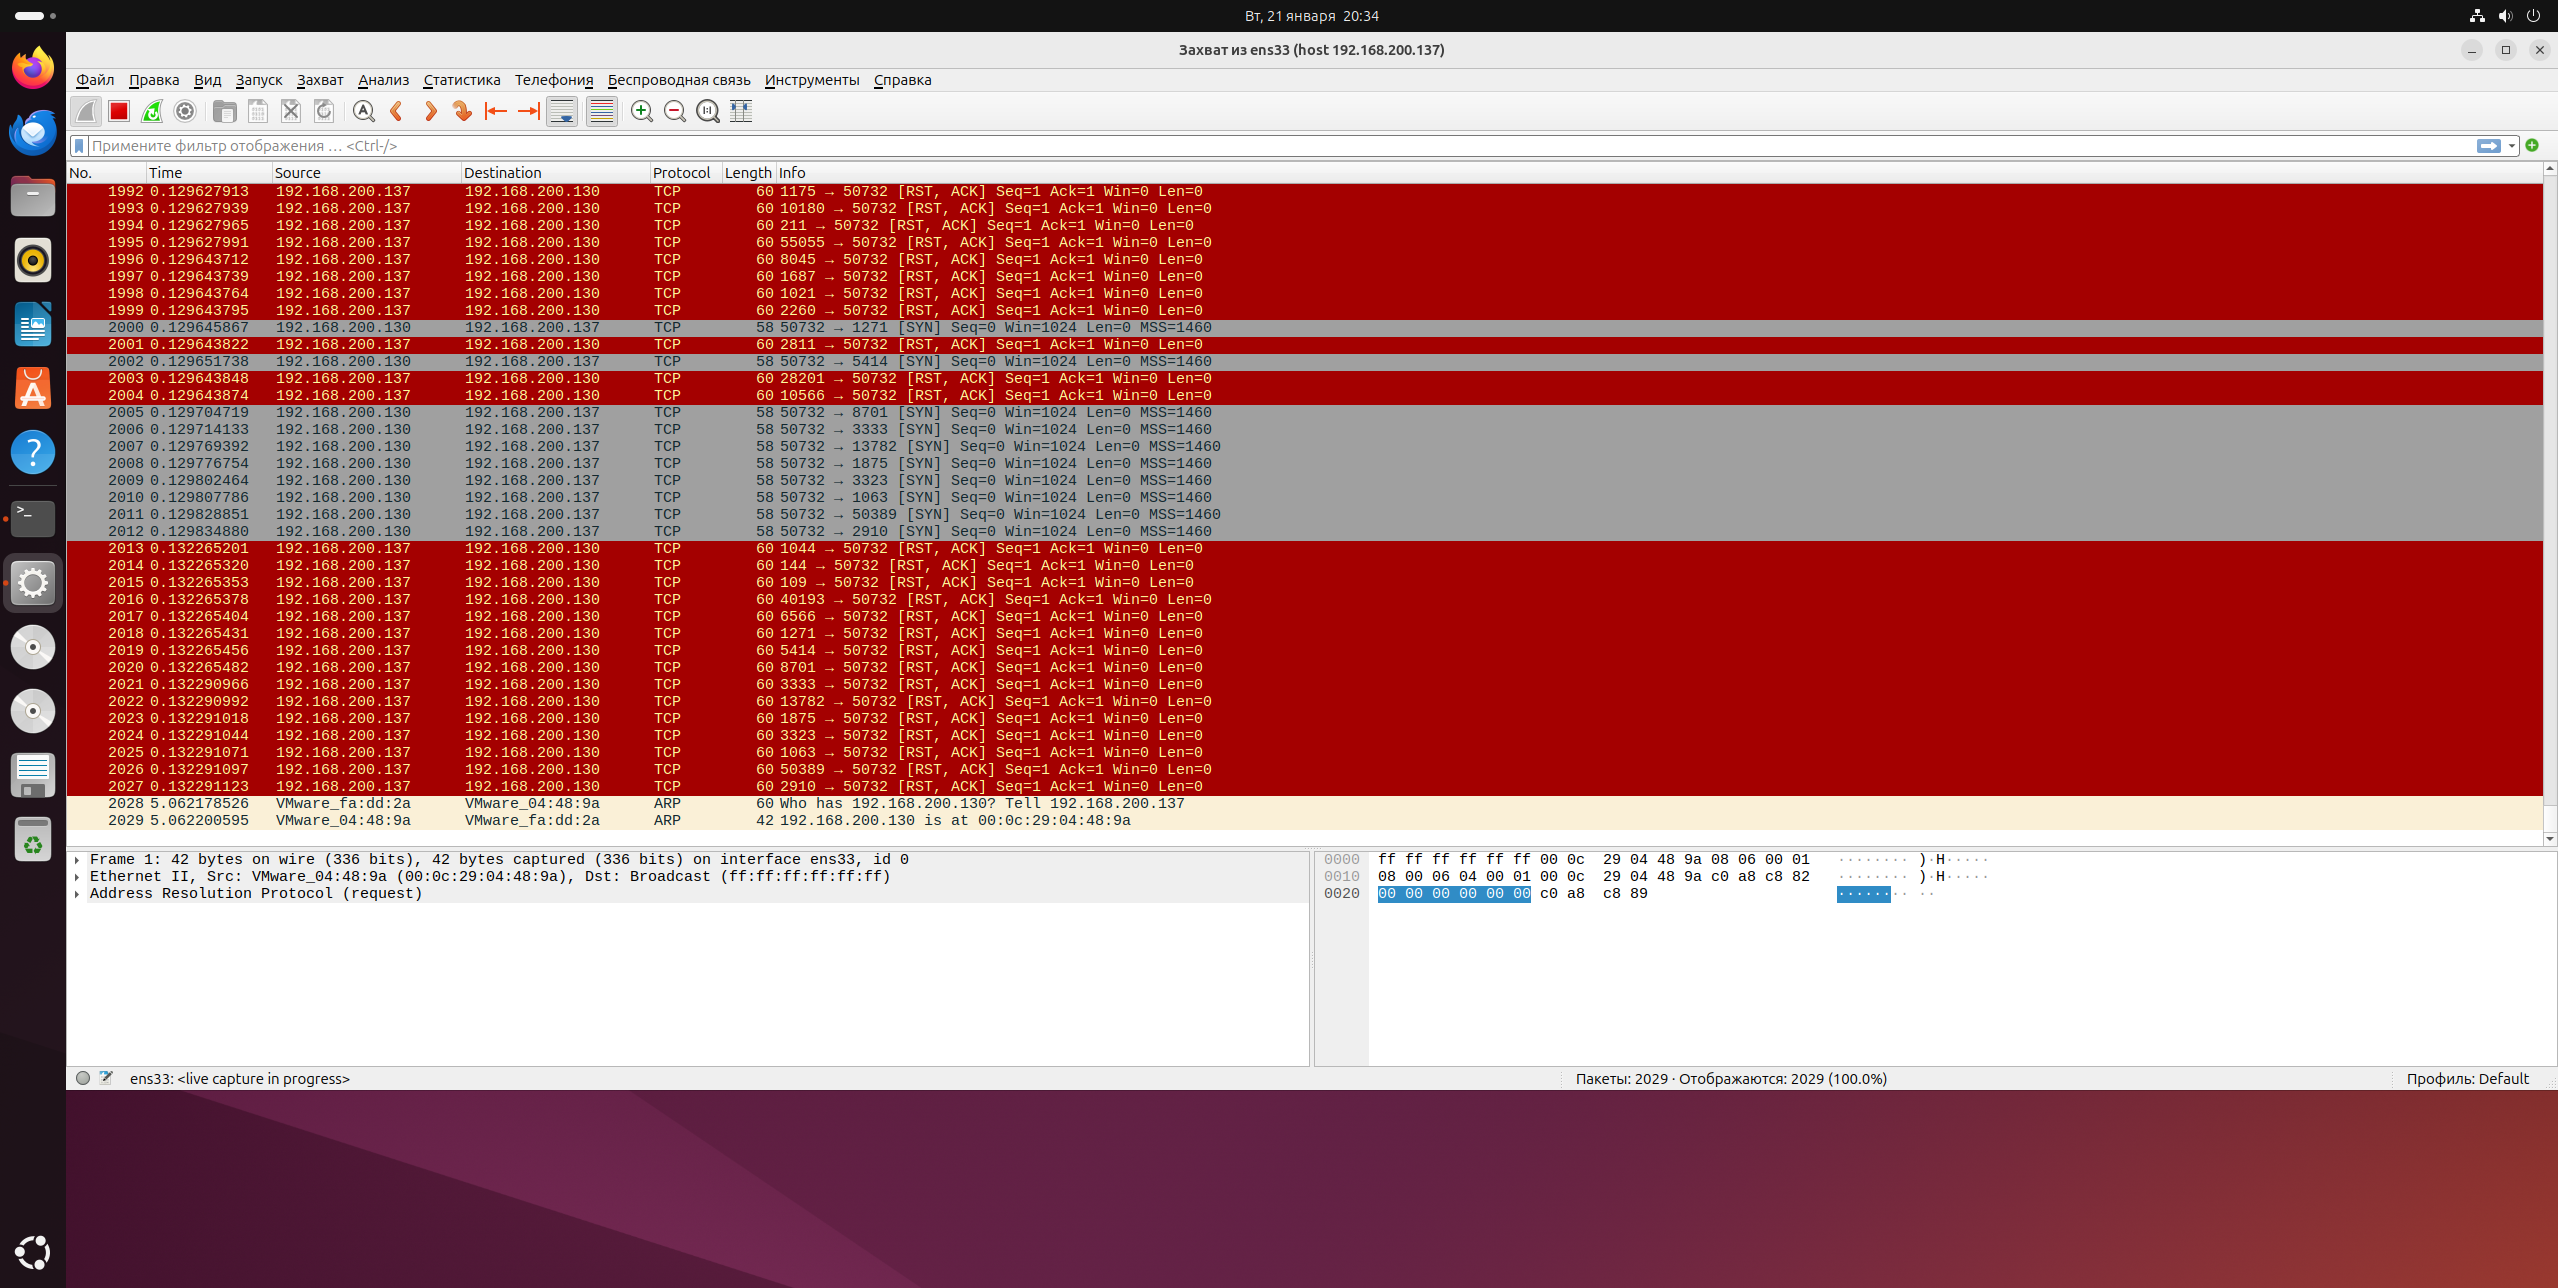 Вт, 21 января 20:34
Захват из ens33 (host 192.168.200.137)
Файл Правка Вид Запуск Захват Анализ Статистика Телефония Беспроводная связь Инструменты Справка
Примените фильтр отображения … <Ctrl-/>
No. Time Source Destination Protocol Length Info
1992 0.129627913 192.168.200.137 192.168.200.130 TCP 60 1175 → 50732 [RST, ACK] Seq=1 Ack=1 Win=0 Len=0
1993 0.129627939 192.168.200.137 192.168.200.130 TCP 60 10180 → 50732 [RST, ACK] Seq=1 Ack=1 Win=0 Len=0
1994 0.129627965 192.168.200.137 192.168.200.130 TCP 60 211 → 50732 [RST, ACK] Seq=1 Ack=1 Win=0 Len=0
1995 0.129627991 192.168.200.137 192.168.200.130 TCP 60 55055 → 50732 [RST, ACK] Seq=1 Ack=1 Win=0 Len=0
1996 0.129643712 192.168.200.137 192.168.200.130 TCP 60 8045 → 50732 [RST, ACK] Seq=1 Ack=1 Win=0 Len=0
1997 0.129643739 192.168.200.137 192.168.200.130 TCP 60 1687 → 50732 [RST, ACK] Seq=1 Ack=1 Win=0 Len=0
1998 0.129643764 192.168.200.137 192.168.200.130 TCP 60 1021 → 50732 [RST, ACK] Seq=1 Ack=1 Win=0 Len=0
1999 0.129643795 192.168.200.137 192.168.200.130 TCP 60 2260 → 50732 [RST, ACK] Seq=1 Ack=1 Win=0 Len=0
2000 0.129645867 192.168.200.130 192.168.200.137 TCP 58 50732 → 1271 [SYN] Seq=0 Win=1024 Len=0 MSS=1460
2001 0.129643822 192.168.200.137 192.168.200.130 TCP 60 2811 → 50732 [RST, ACK] Seq=1 Ack=1 Win=0 Len=0
2002 0.129651738 192.168.200.130 192.168.200.137 TCP 58 50732 → 5414 [SYN] Seq=0 Win=1024 Len=0 MSS=1460
2003 0.129643848 192.168.200.137 192.168.200.130 TCP 60 28201 → 50732 [RST, ACK] Seq=1 Ack=1 Win=0 Len=0
2004 0.129643874 192.168.200.137 192.168.200.130 TCP 60 10566 → 50732 [RST, ACK] Seq=1 Ack=1 Win=0 Len=0
2005 0.129704719 192.168.200.130 192.168.200.137 TCP 58 50732 → 8701 [SYN] Seq=0 Win=1024 Len=0 MSS=1460
2006 0.129714133 192.168.200.130 192.168.200.137 TCP 58 50732 → 3333 [SYN] Seq=0 Win=1024 Len=0 MSS=1460
2007 0.129769392 192.168.200.130 192.168.200.137 TCP 58 50732 → 13782 [SYN] Seq=0 Win=1024 Len=0 MSS=1460
2008 0.129776754 192.168.200.130 192.168.200.137 TCP 58 50732 → 1875 [SYN] Seq=0 Win=1024 Len=0 MSS=1460
2009 0.129802464 192.168.200.130 192.168.200.137 TCP 58 50732 → 3323 [SYN] Seq=0 Win=1024 Len=0 MSS=1460
2010 0.129807786 192.168.200.130 192.168.200.137 TCP 58 50732 → 1063 [SYN] Seq=0 Win=1024 Len=0 MSS=1460
2011 0.129828851 192.168.200.130 192.168.200.137 TCP 58 50732 → 50389 [SYN] Seq=0 Win=1024 Len=0 MSS=1460
2012 0.129834880 192.168.200.130 192.168.200.137 TCP 58 50732 → 2910 [SYN] Seq=0 Win=1024 Len=0 MSS=1460
2013 0.132265201 192.168.200.137 192.168.200.130 TCP 60 1044 → 50732 [RST, ACK] Seq=1 Ack=1 Win=0 Len=0
2014 0.132265320 192.168.200.137 192.168.200.130 TCP 60 144 → 50732 [RST, ACK] Seq=1 Ack=1 Win=0 Len=0
2015 0.132265353 192.168.200.137 192.168.200.130 TCP 60 109 → 50732 [RST, ACK] Seq=1 Ack=1 Win=0 Len=0
2016 0.132265378 192.168.200.137 192.168.200.130 TCP 60 40193 → 50732 [RST, ACK] Seq=1 Ack=1 Win=0 Len=0
2017 0.132265404 192.168.200.137 192.168.200.130 TCP 60 6566 → 50732 [RST, ACK] Seq=1 Ack=1 Win=0 Len=0
2018 0.132265431 192.168.200.137 192.168.200.130 TCP 60 1271 → 50732 [RST, ACK] Seq=1 Ack=1 Win=0 Len=0
2019 0.132265456 192.168.200.137 192.168.200.130 TCP 60 5414 → 50732 [RST, ACK] Seq=1 Ack=1 Win=0 Len=0
2020 0.132265482 192.168.200.137 192.168.200.130 TCP 60 8701 → 50732 [RST, ACK] Seq=1 Ack=1 Win=0 Len=0
2021 0.132290966 192.168.200.137 192.168.200.130 TCP 60 3333 → 50732 [RST, ACK] Seq=1 Ack=1 Win=0 Len=0
2022 0.132290992 192.168.200.137 192.168.200.130 TCP 60 13782 → 50732 [RST, ACK] Seq=1 Ack=1 Win=0 Len=0
2023 0.132291018 192.168.200.137 192.168.200.130 TCP 60 1875 → 50732 [RST, ACK] Seq=1 Ack=1 Win=0 Len=0
2024 0.132291044 192.168.200.137 192.168.200.130 TCP 60 3323 → 50732 [RST, ACK] Seq=1 Ack=1 Win=0 Len=0
2025 0.132291071 192.168.200.137 192.168.200.130 TCP 60 1063 → 50732 [RST, ACK] Seq=1 Ack=1 Win=0 Len=0
2026 0.132291097 192.168.200.137 192.168.200.130 TCP 60 50389 → 50732 [RST, ACK] Seq=1 Ack=1 Win=0 Len=0
2027 0.132291123 192.168.200.137 192.168.200.130 TCP 60 2910 → 50732 [RST, ACK] Seq=1 Ack=1 Win=0 Len=0
2028 5.062178526 VMware_fa:dd:2a VMware_04:48:9a ARP 60 Who has 192.168.200.130? Tell 192.168.200.137
2029 5.062200595 VMware_04:48:9a VMware_fa:dd:2a ARP 42 192.168.200.130 is at 00:0c:29:04:48:9a
Frame 1: 42 bytes on wire (336 bits), 42 bytes captured (336 bits) on interface ens33, id 0
Ethernet II, Src: VMware_04:48:9a (00:0c:29:04:48:9a), Dst: Broadcast (ff:ff:ff:ff:ff:ff)
Address Resolution Protocol (request)
0000 ff ff ff ff ff ff 00 0c 29 04 48 9a 08 06 00 01 ········ )·H·····
0010 08 00 06 04 00 01 00 0c 29 04 48 9a c0 a8 c8 82 ········ )·H·····
0020 00 00 00 00 00 00 c0 a8 c8 89 ········ ··
ens33: <live capture in progress>
Пакеты: 2029 · Отображаются: 2029 (100.0%)
Профиль: Default